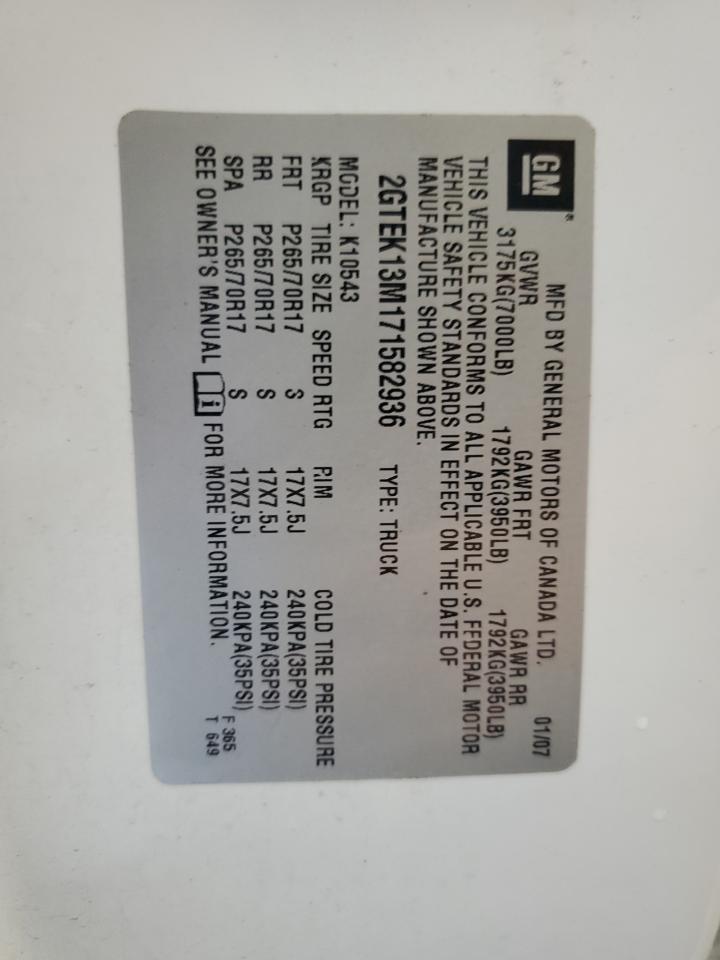 GM
MFD BY GENERAL MOTORS OF CANADA LTD. 01/07
GVWR GAWR FRT GAWR RR
3175KG(7000LB) 1792KG(3950LB) 1792KG(3950LB)
THIS VEHICLE CONFORMS TO ALL APPLICABLE U.S. FEDERAL MOTOR
VEHICLE SAFETY STANDARDS IN EFFECT ON THE DATE OF
MANUFACTURE SHOWN ABOVE.
2GTEK13M171582936 TYPE: TRUCK
MODEL: K10543
KRGP TIRE SIZE SPEED RTG RIM COLD TIRE PRESSURE
FRT P265/70R17 S 17X7.5J 240KPA(35PSI)
RR P265/70R17 S 17X7.5J 240KPA(35PSI)
SPA P265/70R17 S 17X7.5J 240KPA(35PSI)
SEE OWNER'S MANUAL i FOR MORE INFORMATION.
F 365
T 649